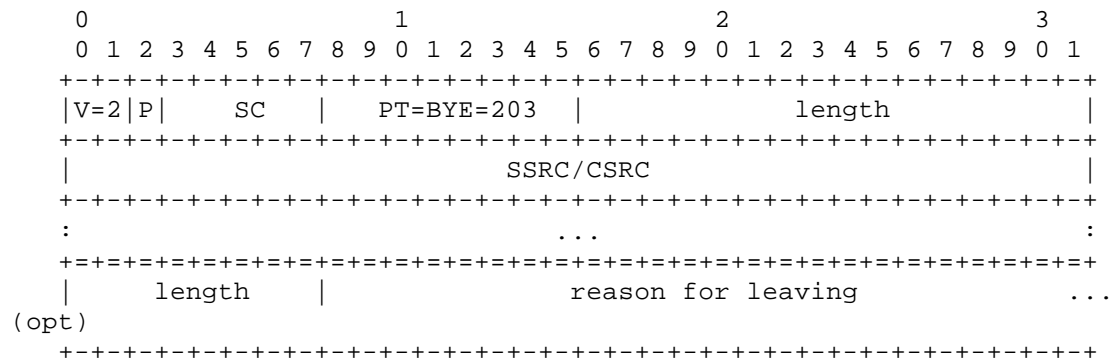 0                   1                   2                   3
 0 1 2 3 4 5 6 7 8 9 0 1 2 3 4 5 6 7 8 9 0 1 2 3 4 5 6 7 8 9 0 1
+-+-+-+-+-+-+-+-+-+-+-+-+-+-+-+-+-+-+-+-+-+-+-+-+-+-+-+-+-+-+-+-+
|V=2|P|    SC   |   PT=BYE=203  |             length            |
+-+-+-+-+-+-+-+-+-+-+-+-+-+-+-+-+-+-+-+-+-+-+-+-+-+-+-+-+-+-+-+-+
|                           SSRC/CSRC                           |
+-+-+-+-+-+-+-+-+-+-+-+-+-+-+-+-+-+-+-+-+-+-+-+-+-+-+-+-+-+-+-+-+
:                              ...                              :
+=+=+=+=+=+=+=+=+=+=+=+=+=+=+=+=+=+=+=+=+=+=+=+=+=+=+=+=+=+=+=+=+
|     length    |               reason for leaving             ...
(opt)
+-+-+-+-+-+-+-+-+-+-+-+-+-+-+-+-+-+-+-+-+-+-+-+-+-+-+-+-+-+-+-+-+